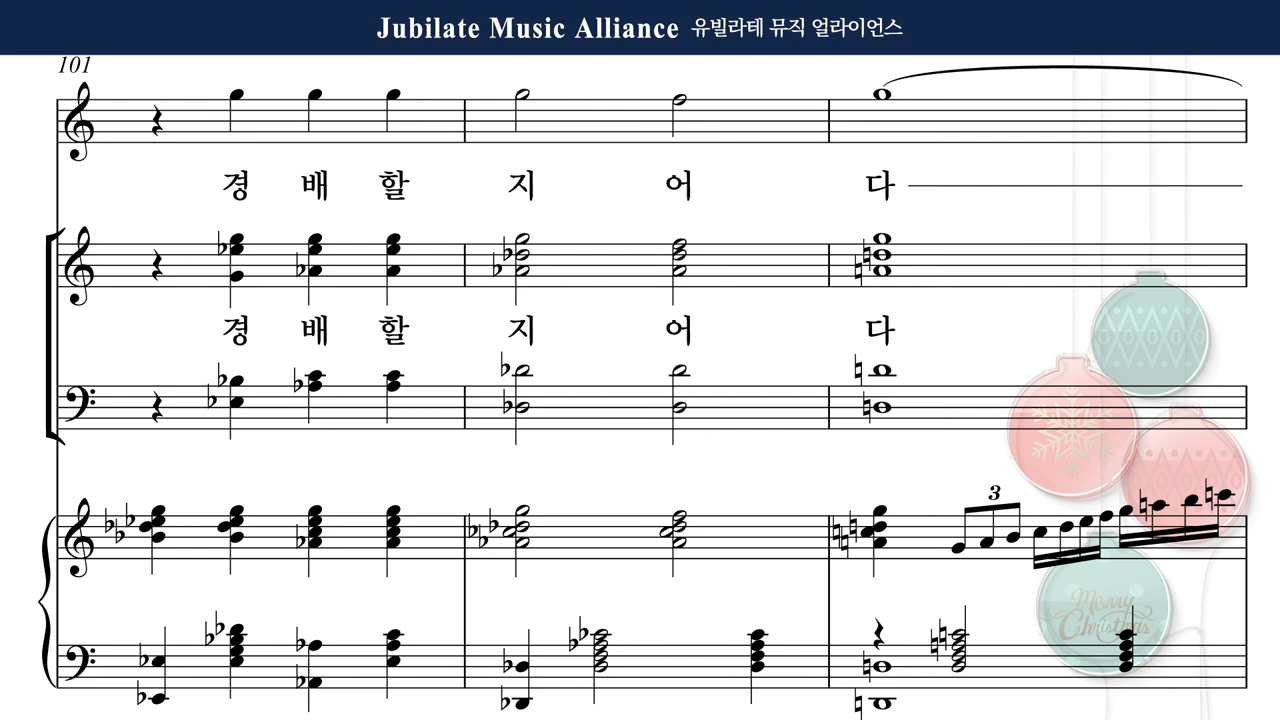 Jubilate Music Alliance 유빌라테 뮤직 얼라이언스
101
경 배 할 지 어 다
경 배 할 지 어 다
3
Merry
Christmas